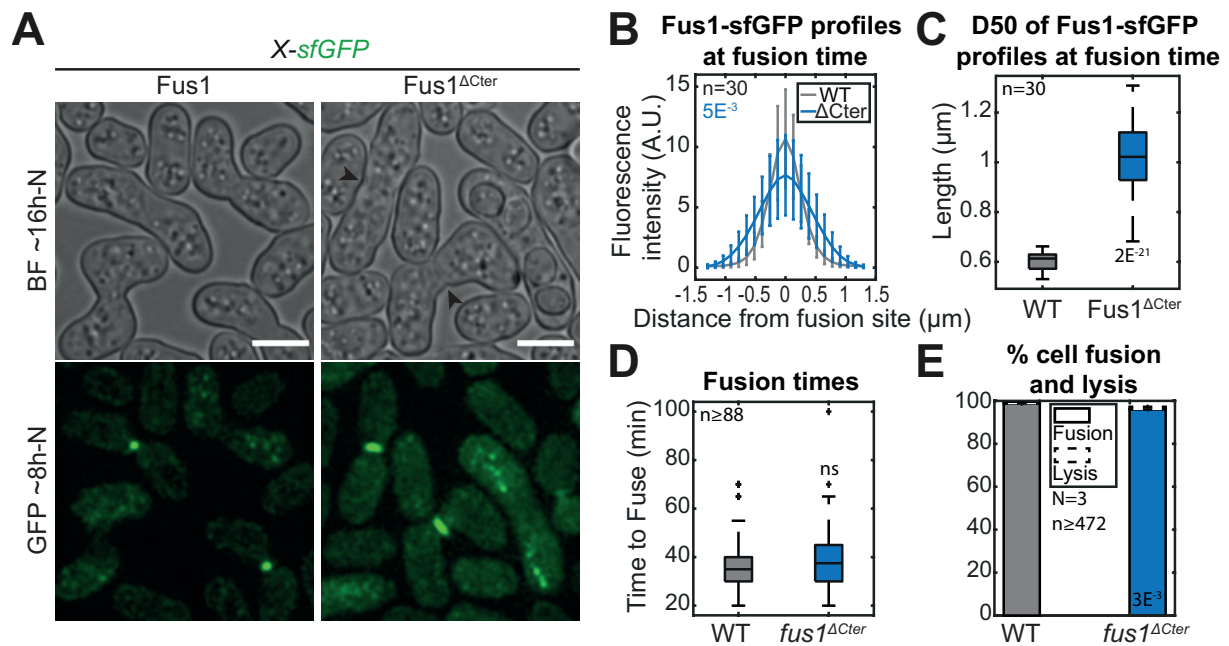 A
X-sfGFP
Fus1
Fus1ΔCter
BF ~16h-N
GFP ~8h-N
B
Fus1-sfGFP profiles
at fusion time
n=30
5E-3
WT
ΔCter
Fluorescence
intensity (A.U.)
15
10
5
0
-1.5
-1
-0.5
0
0.5
1
1.5
Distance from fusion site (µm)
C
D50 of Fus1-sfGFP
profiles at fusion time
n=30
Length (µm)
1.2
1
0.8
0.6
2E-21
WT
Fus1ΔCter
D
Fusion times
n≥88
Time to Fuse (min)
100
80
60
40
20
ns
WT
fus1ΔCter
E
% cell fusion
and lysis
100
80
60
40
20
0
Fusion
Lysis
N=3
n≥472
3E-3
WT
fus1ΔCter